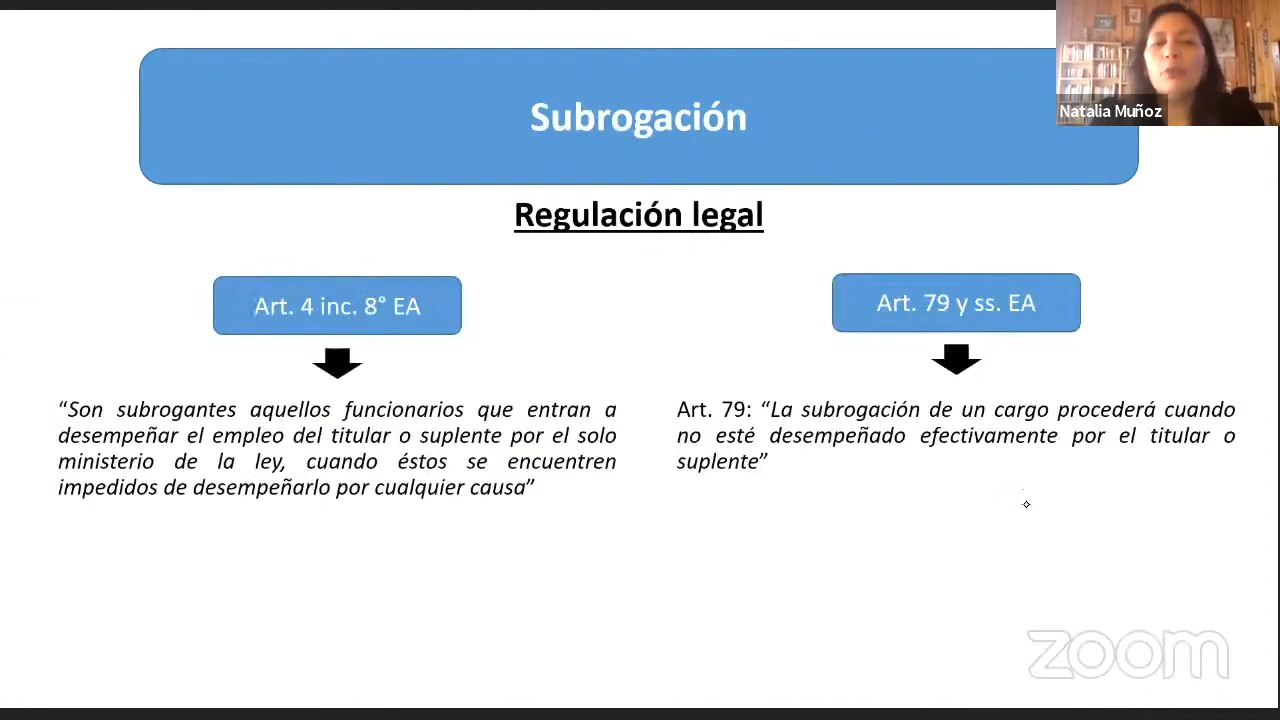 Subrogación
Natalia Muñoz
Regulación legal
Art. 4 inc. 8° EA
“Son subrogantes aquellos funcionarios que entran a
desempeñar el empleo del titular o suplente por el solo
ministerio de la ley, cuando éstos se encuentren
impedidos de desempeñarlo por cualquier causa”
Art. 79 y ss. EA
Art. 79: “La subrogación de un cargo procederá cuando
no esté desempeñado efectivamente por el titular o
suplente”
zoom